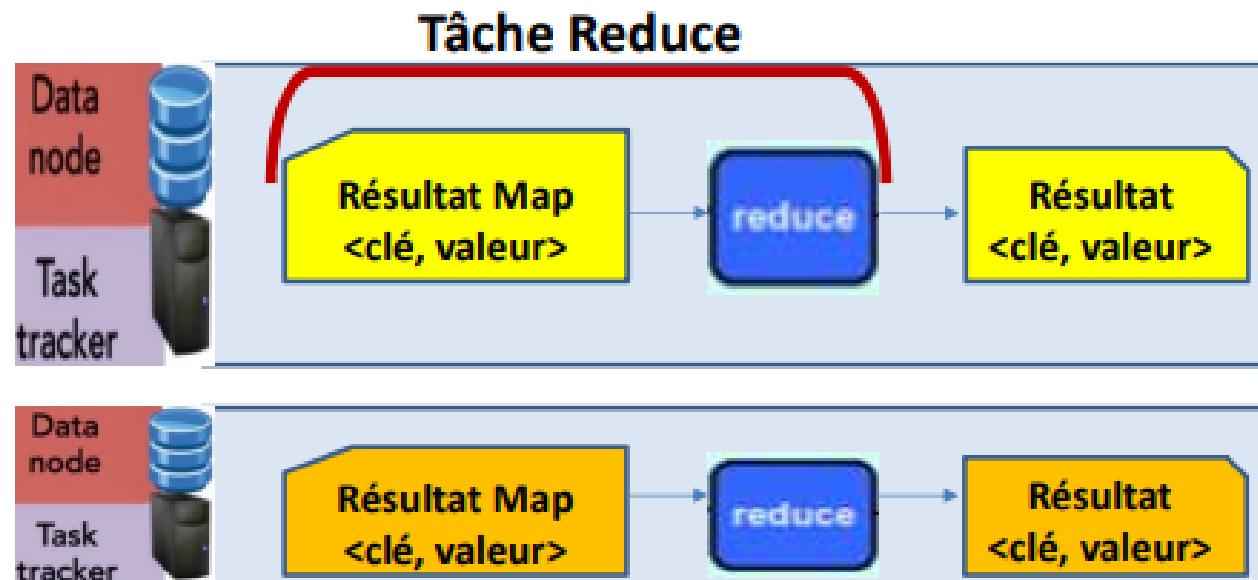 Tâche Reduce
Data
node
Task
tracker
Résultat Map
<clé, valeur>
reduce
Résultat
<clé, valeur>
Data
node
Task
tracker
Résultat Map
<clé, valeur>
reduce
Résultat
<clé, valeur>